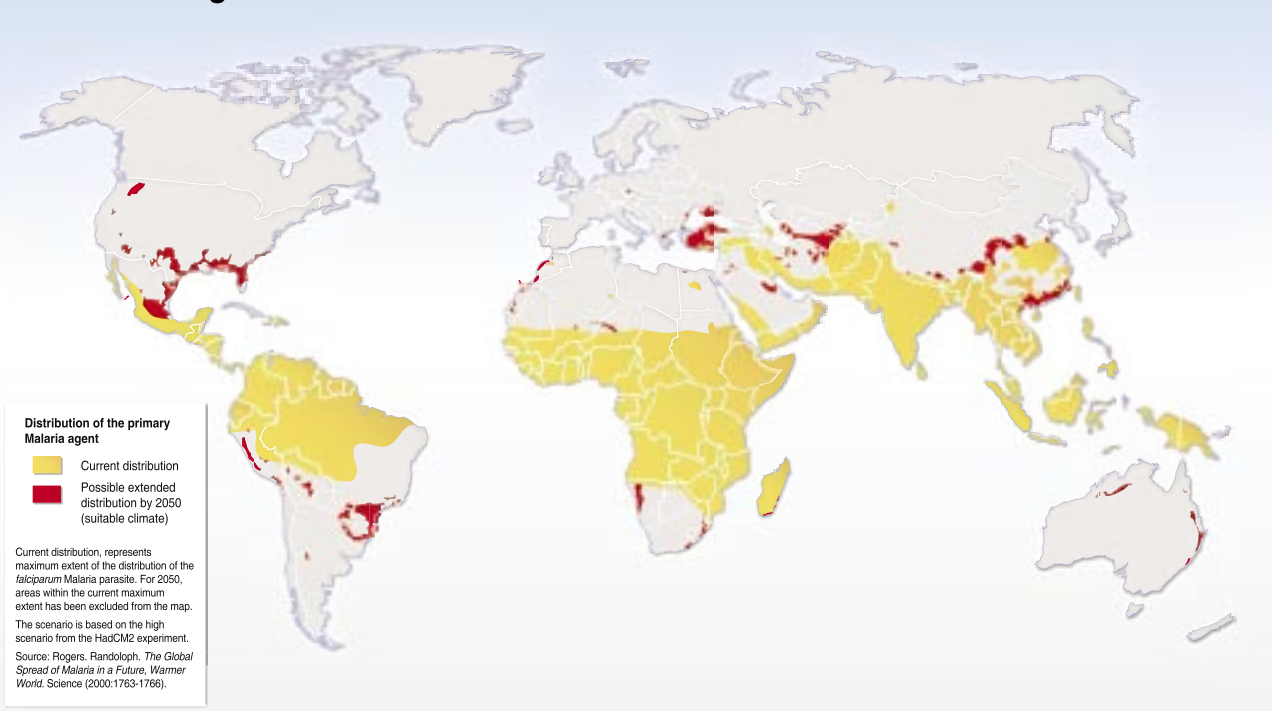 Distribution of the primary
Malaria agent
Current distribution
Possible extended
distribution by 2050
(suitable climate)
Current distribution, represents
maximum extent of the distribution of the
falciparum Malaria parasite. For 2050,
areas within the current maximum
extent has been excluded from the map.
The scenario is based on the high
scenario from the HadCM2 experiment.
Source: Rogers. Randoloph. The Global
Spread of Malaria in a Future, Warmer
World. Science (2000:1763-1766).